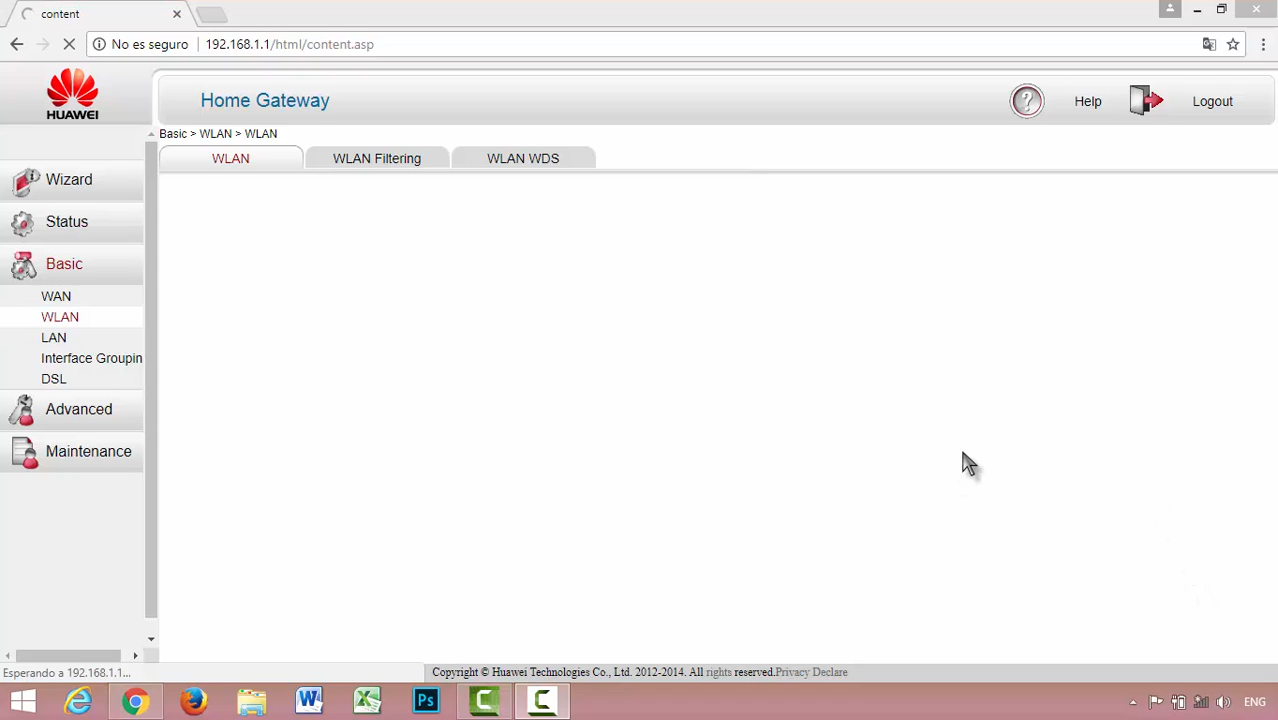 content
No es seguro 192.168.1.1/html/content.asp
HUAWEI
Home Gateway
Help
Logout
Basic > WLAN > WLAN
WLAN
WLAN Filtering
WLAN WDS
Wizard
Status
Basic
WAN
WLAN
LAN
Interface Groupin
DSL
Advanced
Maintenance
Esperando a 192.168.1.1...
Copyright © Huawei Technologies Co., Ltd. 2012-2014. All rights reserved.Privacy Declare
ENG